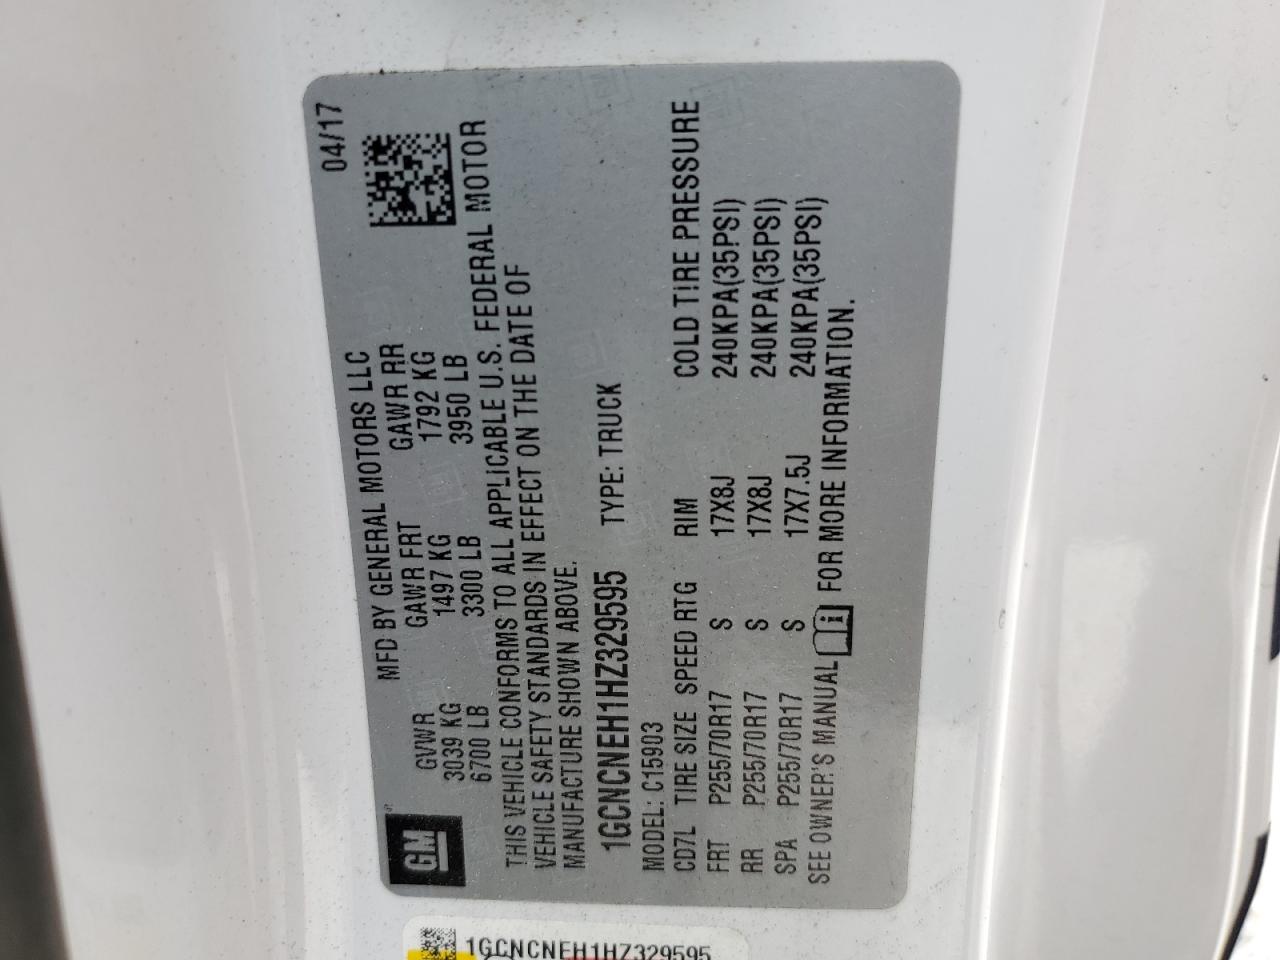 04/17
MFD BY GENERAL MOTORS LLC
GM
GVWR GAWR FRT GAWR RR
3039 KG 1497 KG 1792 KG
6700 LB 3300 LB 3950 LB
THIS VEHICLE CONFORMS TO ALL APPLICABLE U.S. FEDERAL MOTOR
VEHICLE SAFETY STANDARDS IN EFFECT ON THE DATE OF
MANUFACTURE SHOWN ABOVE.
1GCNCNEH1HZ329595 TYPE: TRUCK
MODEL: C15903
CD7L TIRE SIZE SPEED RTG RIM COLD TIRE PRESSURE
FRT P255/70R17 S 17X8J 240KPA(35PSI)
RR P255/70R17 S 17X8J 240KPA(35PSI)
SPA P255/70R17 S 17X7.5J 240KPA(35PSI)
SEE OWNER'S MANUAL FOR MORE INFORMATION.
1GCNCNEH1HZ329595